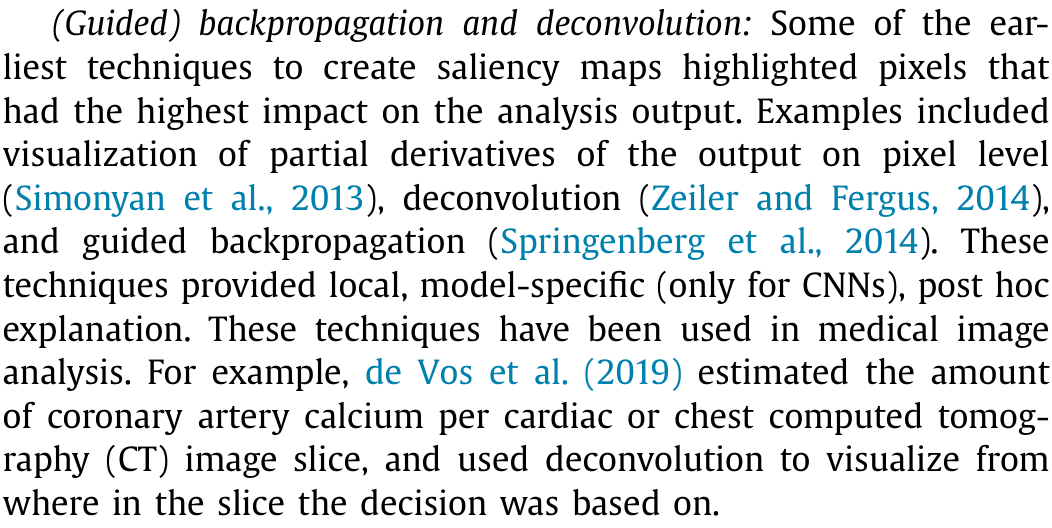 (Guided) backpropagation and deconvolution: Some of the ear-
liest techniques to create saliency maps highlighted pixels that
had the highest impact on the analysis output. Examples included
visualization of partial derivatives of the output on pixel level
(Simonyan et al., 2013), deconvolution (Zeiler and Fergus, 2014),
and guided backpropagation (Springenberg et al., 2014). These
techniques provided local, model-specific (only for CNNs), post hoc
explanation. These techniques have been used in medical image
analysis. For example, de Vos et al. (2019) estimated the amount
of coronary artery calcium per cardiac or chest computed tomog-
raphy (CT) image slice, and used deconvolution to visualize from
where in the slice the decision was based on.